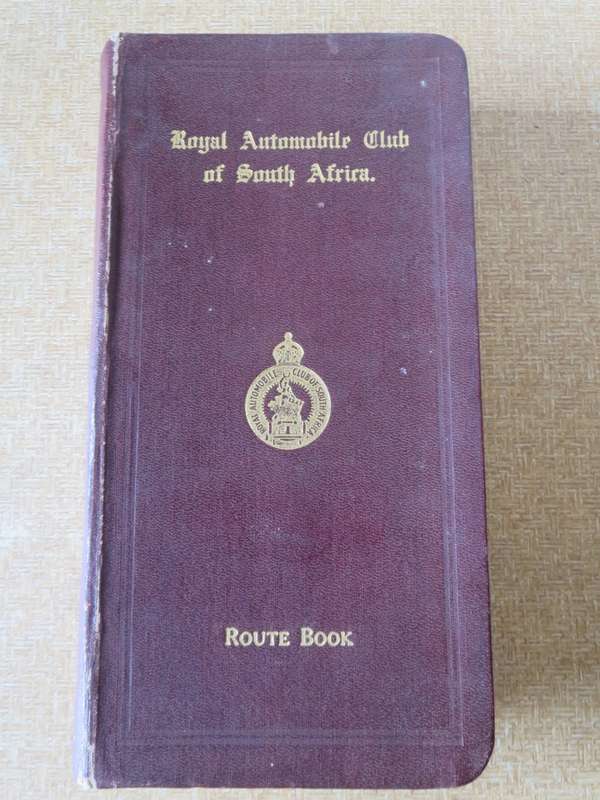 Royal Automobile Club
of South Africa.
ROYAL AUTOMOBILE CLUB OF SOUTH AFRICA
ROUTE BOOK